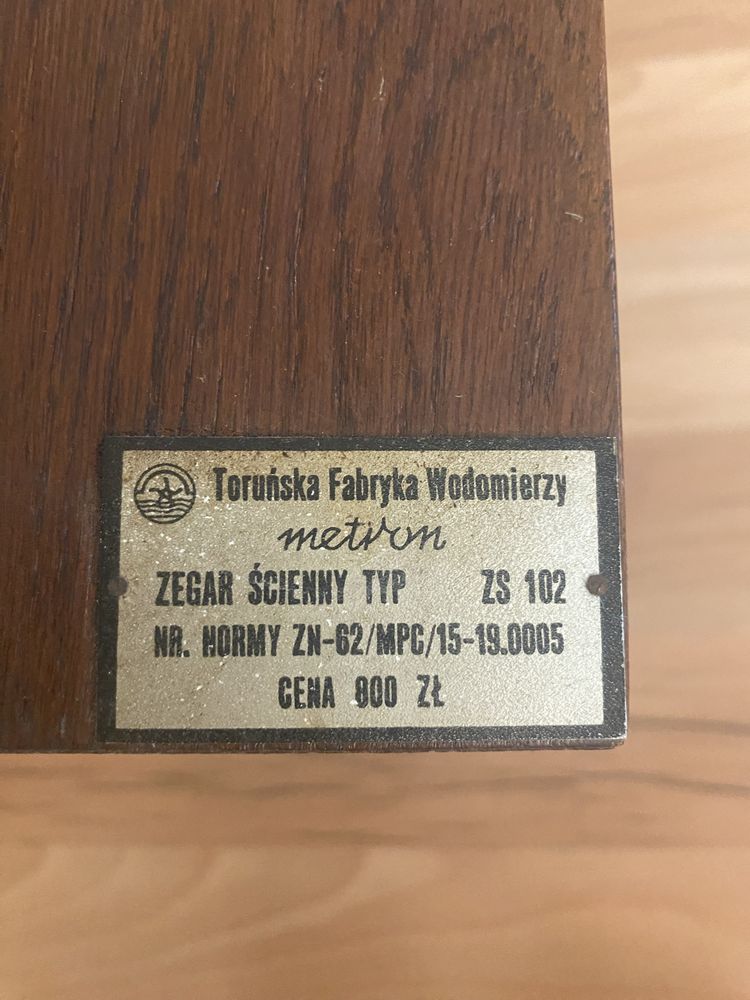 Toruńska Fabryka Wodomierzy
metron
ZEGAR ŚCIENNY TYP ZS 102
NR. NORMY ZN-62/MPC/15-19.0005
CENA 900 ZŁ